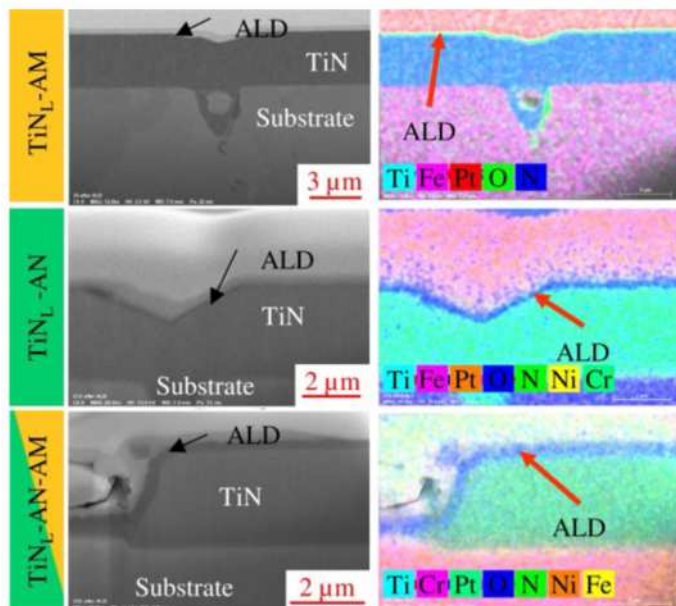 TiN_L-AM
ALD
TiN
Substrate
3 µm
ALD
Ti Fe Pt O N
TiN_L-AN
ALD
TiN
Substrate
2 µm
ALD
Ti Fe Pt O N Ni Cr
TiN_L-AN-AM
ALD
TiN
Substrate
2 µm
ALD
Ti Cr Pt O N Ni Fe